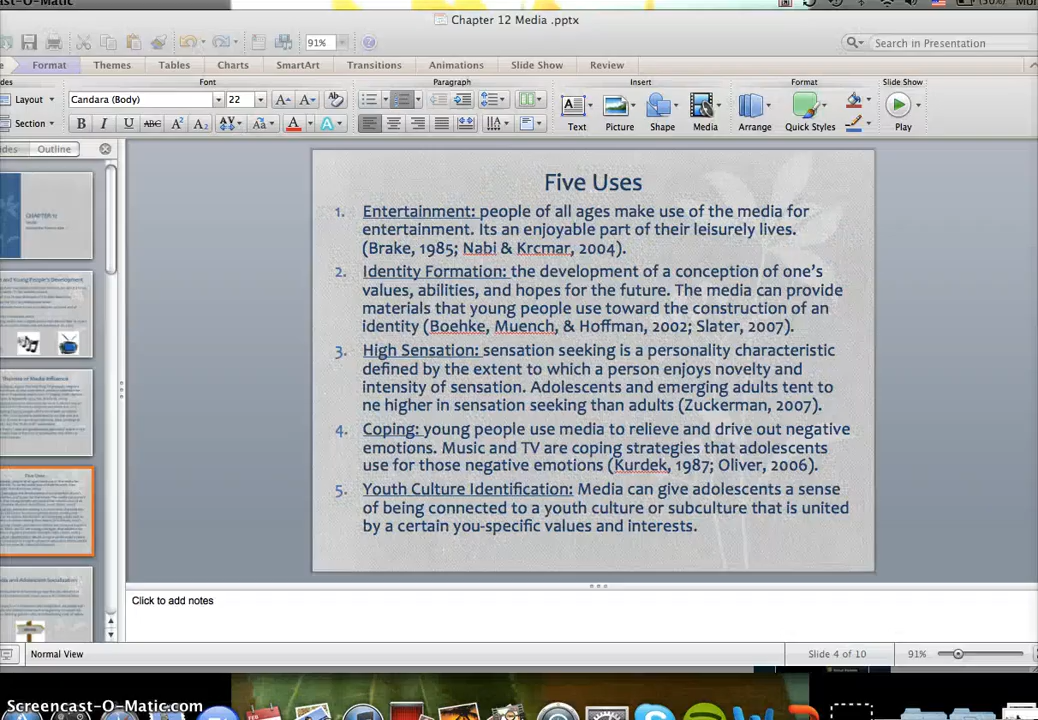 Chapter 12 Media .pptx
91%
Search in Presentation
Format Themes Tables Charts SmartArt Transitions Animations Slide Show Review
Font Paragraph Insert Format Slide Show
Layout Candara (Body) 22
Section B I U ABC A² A₂ AV Aa A A Text Picture Shape Media Arrange Quick Styles Play
Outline
CHAPTER 12
Five Uses
1. Entertainment: people of all ages make use of the media for
entertainment. Its an enjoyable part of their leisurely lives.
(Brake, 1985; Nabi & Krcmar, 2004).
2. Identity Formation: the development of a conception of one's
values, abilities, and hopes for the future. The media can provide
materials that young people use toward the construction of an
identity (Boehke, Muench, & Hoffman, 2002; Slater, 2007).
3. High Sensation: sensation seeking is a personality characteristic
defined by the extent to which a person enjoys novelty and
intensity of sensation. Adolescents and emerging adults tent to
ne higher in sensation seeking than adults (Zuckerman, 2007).
4. Coping: young people use media to relieve and drive out negative
emotions. Music and TV are coping strategies that adolescents
use for those negative emotions (Kurdek, 1987; Oliver, 2006).
5. Youth Culture Identification: Media can give adolescents a sense
of being connected to a youth culture or subculture that is united
by a certain you-specific values and interests.
Click to add notes
Normal View Slide 4 of 10 91%
Screencast-O-Matic.com